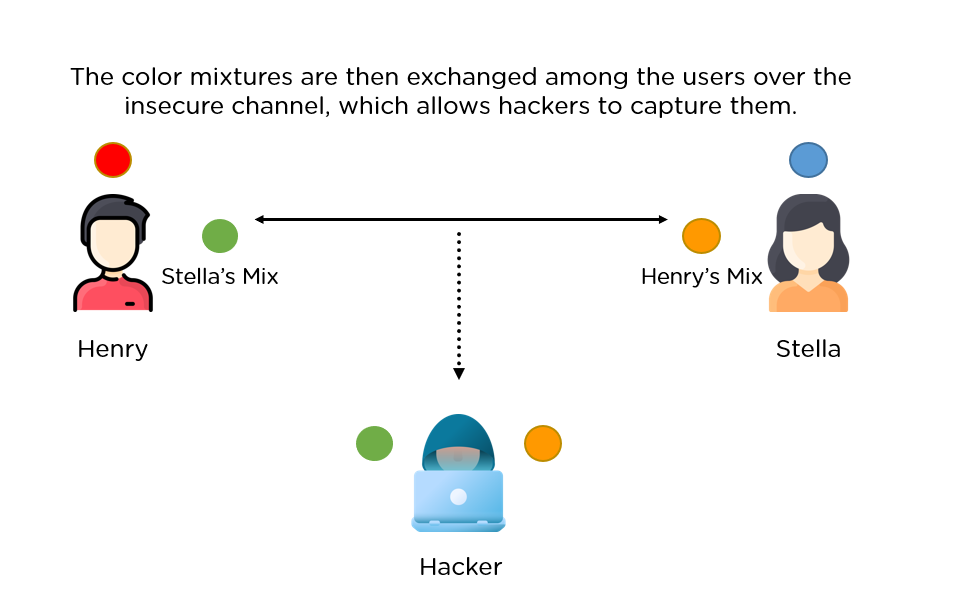 The color mixtures are then exchanged among the users over the
insecure channel, which allows hackers to capture them.
Stella’s Mix
Henry’s Mix
Henry
Stella
Hacker